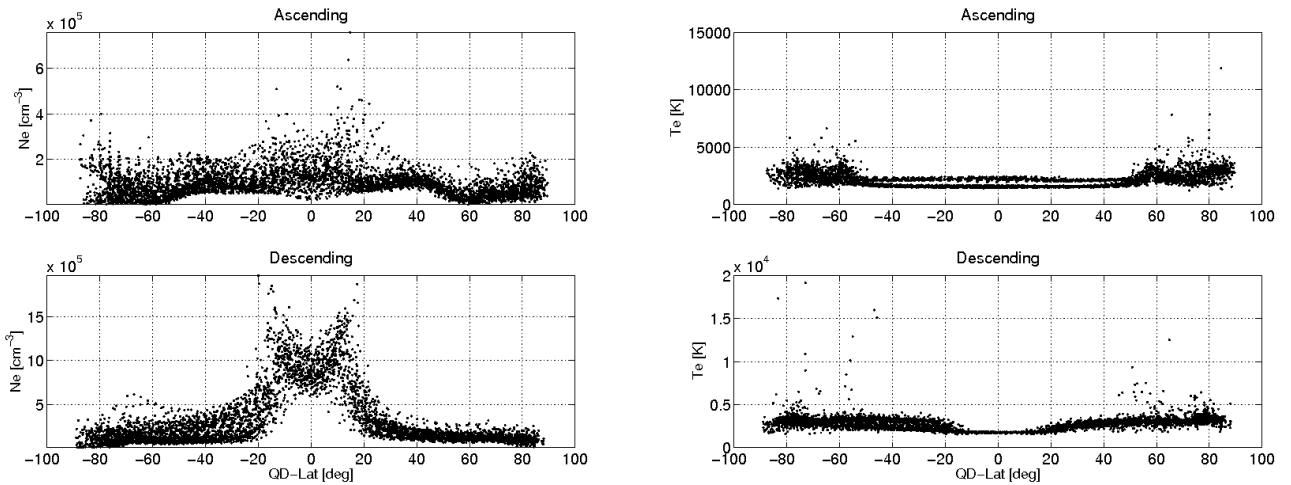 Ascending
x 10^5
Ne [cm^−3]
6
4
2
−100 −80 −60 −40 −20 0 20 40 60 80 100
Ascending
Te [K]
15000
10000
5000
0
−100 −80 −60 −40 −20 0 20 40 60 80 100
Descending
x 10^5
Ne [cm^−3]
15
10
5
−100 −80 −60 −40 −20 0 20 40 60 80 100
QD−Lat [deg]
Descending
x 10^4
Te [K]
2
1.5
1
0.5
0
−100 −80 −60 −40 −20 0 20 40 60 80 100
QD−Lat [deg]